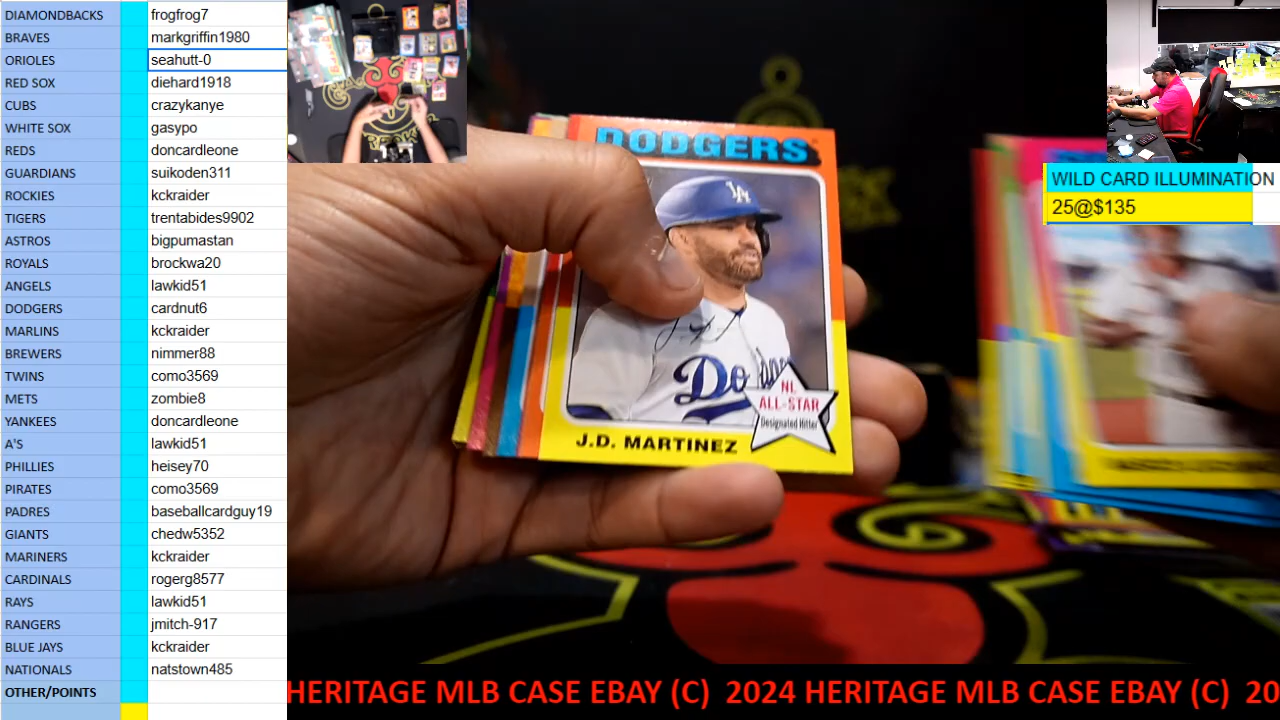 DIAMONDBACKS frogfrog7
BRAVES markgriffin1980
ORIOLES seahutt-0
RED SOX diehard1918
CUBS crazykanye
WHITE SOX gasypo
REDS doncardleone
GUARDIANS suikoden311
ROCKIES kckraider
TIGERS trentabides9902
ASTROS bigpumastan
ROYALS brockwa20
ANGELS lawkid51
DODGERS cardnut6
MARLINS kckraider
BREWERS nimmer88
TWINS como3569
METS zombie8
YANKEES doncardleone
A'S lawkid51
PHILLIES heisey70
PIRATES como3569
PADRES baseballcardguy19
GIANTS chedw5352
MARINERS kckraider
CARDINALS rogerg8577
RAYS lawkid51
RANGERS jmitch-917
BLUE JAYS kckraider
NATIONALS natstown485
OTHER/POINTS
WILD CARD ILLUMINATION
25@$135
DODGERS
LA
Dodge
NL
ALL-STAR
Designated Hitter
J.D. MARTINEZ
HERITAGE MLB CASE EBAY (C) 2024 HERITAGE MLB CASE EBAY (C) 20